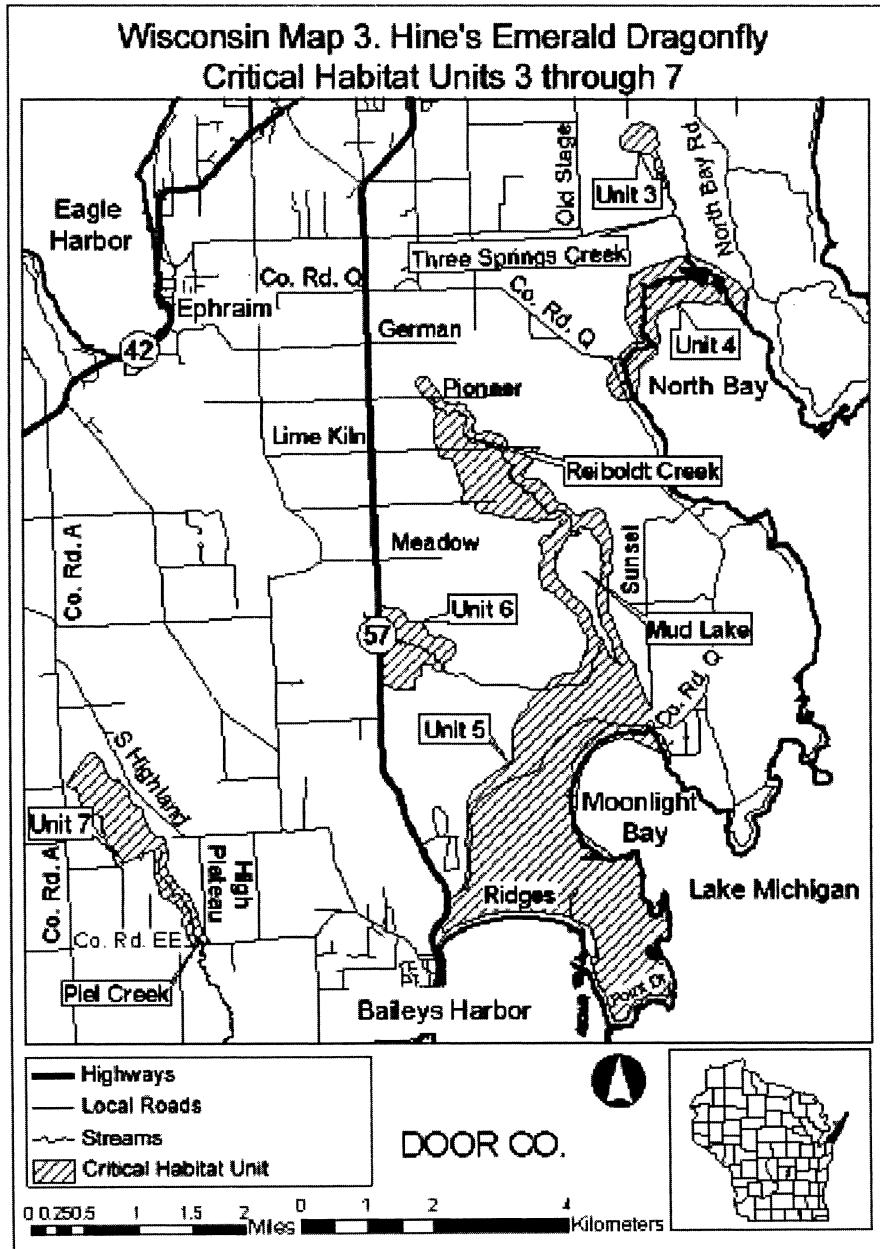 Wisconsin Map 3. Hine's Emerald Dragonfly
Critical Habitat Units 3 through 7
Eagle
Harbor
Old Stage
Unit 3
North Bay Rd
Three Springs Creek
Co. Rd. Q
Co. Rd. Q
Ephraim
German
42
Unit 4
North Bay
Pioneer
Lime Kiln
Reiboldt Creek
Co. Rd. A
Meadow
Sunset
Unit 6
57
Mud Lake
Co. Rd. Q
Unit 5
S Highland
Moonlight
Bay
Unit 7
Co. Rd. A
High
Plateau
Ridges
Lake Michigan
Co. Rd. EE
Piel Creek
Baileys Harbor
Highways
Local Roads
Streams
Critical Habitat Unit
DOOR CO.
0 0.25 0.5 1 1.5 2
Miles
0 1 2 4
Kilometers